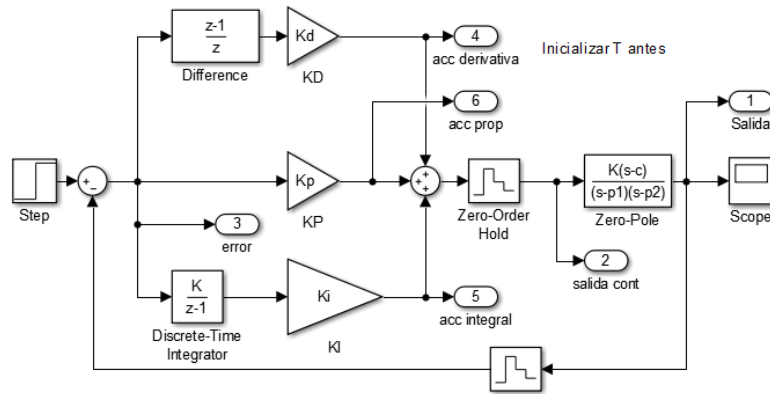 z-1
z
Difference
Kd
KD
4
acc derivativa
Inicializar T antes
6
acc prop
1
Salida
Step
+
−
Kp
KP
+
+
+
Zero-Order
Hold
K(s-c)
(s-p1)(s-p2)
Zero-Pole
Scope
3
error
2
salida cont
K
z-1
Discrete-Time
Integrator
Ki
KI
5
acc integral